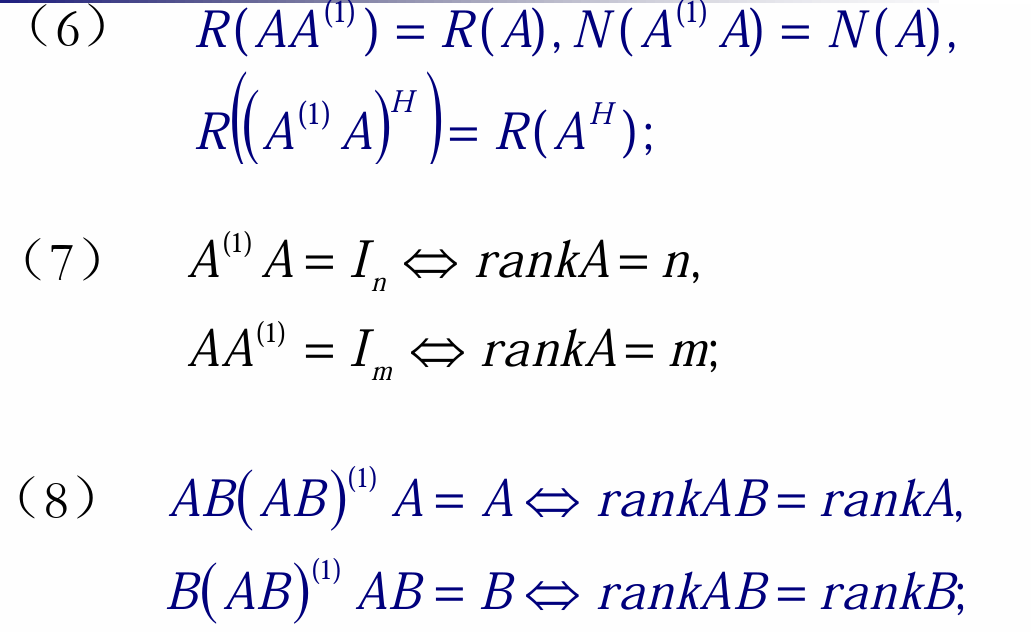 （6） R(AA^{(1)}) = R(A), N(A^{(1)}A) = N(A),
R((A^{(1)}A)^H) = R(A^H);
（7） A^{(1)}A = I_n ⇔ rankA = n,
AA^{(1)} = I_m ⇔ rankA = m;
（8） AB(AB)^{(1)}A = A ⇔ rankAB = rankA,
B(AB)^{(1)}AB = B ⇔ rankAB = rankB;